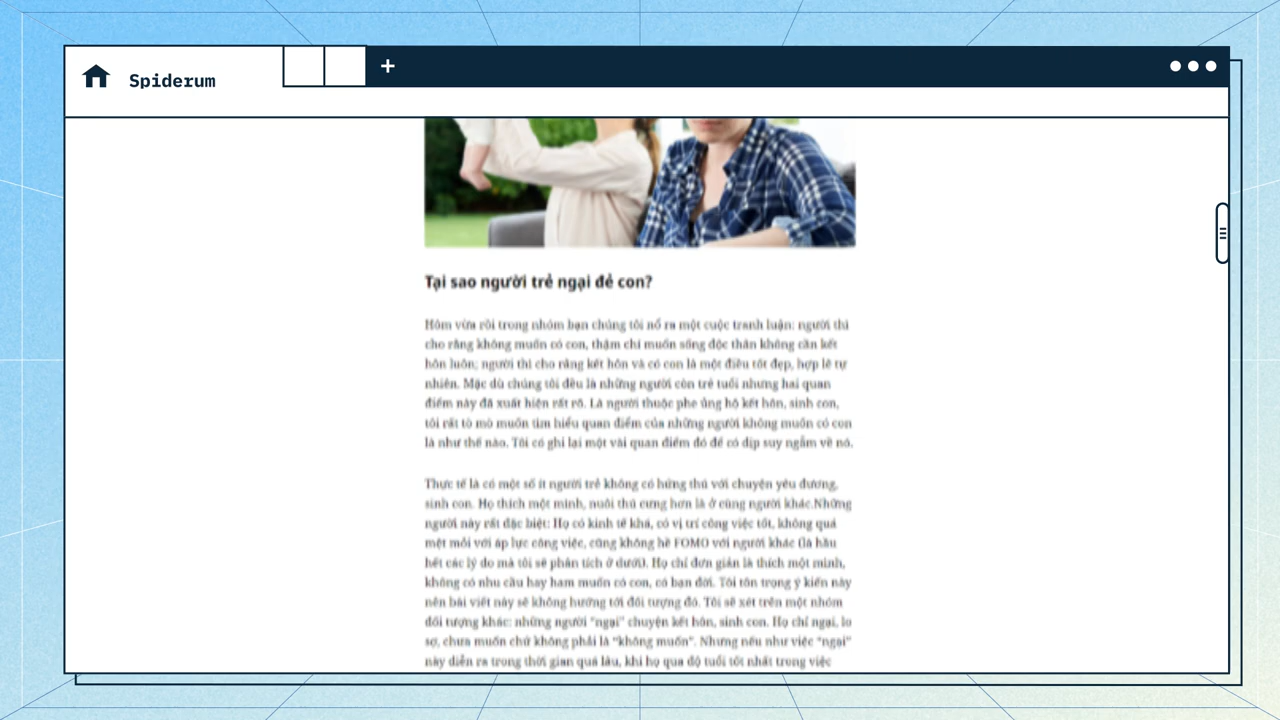 Spiderum
Tại sao người trẻ ngại đẻ con?
Hôm vừa rồi trong nhóm bạn chúng tôi nổ ra một cuộc tranh luận: người thì
cho rằng không muốn có con, thậm chí muốn sống độc thân không cần kết
hôn luôn; người thì cho rằng kết hôn và có con là một điều tốt đẹp, hợp lẽ tự
nhiên. Mặc dù chúng tôi đều là những người còn trẻ tuổi nhưng hai quan
điểm này đã xuất hiện rất rõ. Là người thuộc phe ủng hộ kết hôn, sinh con,
tôi rất tò mò muốn tìm hiểu quan điểm của những người không muốn có con
là như thế nào. Tôi có ghi lại một vài quan điểm đó để có dịp suy ngẫm về nó.
Thực tế là có một số ít người trẻ không có hứng thú với chuyện yêu đương,
sinh con. Họ thích một mình, nuôi thú cưng hơn là ở cùng người khác.Những
người này rất đặc biệt: Họ có kinh tế khá, có vị trí công việc tốt, không quá
mệt mỏi với áp lực công việc, cũng không hề FOMO với người khác (là hầu
hết các lý do mà tôi sẽ phân tích ở dưới). Họ chỉ đơn giản là thích một mình,
không có nhu cầu hay ham muốn có con, có bạn đời. Tôi tôn trọng ý kiến này
nên bài viết này sẽ không hướng tới đối tượng đó. Tôi sẽ xét trên một nhóm
đối tượng khác: những người "ngại" chuyện kết hôn, sinh con. Họ chỉ ngại, lo
sợ, chưa muốn chứ không phải là "không muốn". Nhưng nếu như việc "ngại"
này diễn ra trong thời gian quá lâu, khi họ qua độ tuổi tốt nhất trong việc